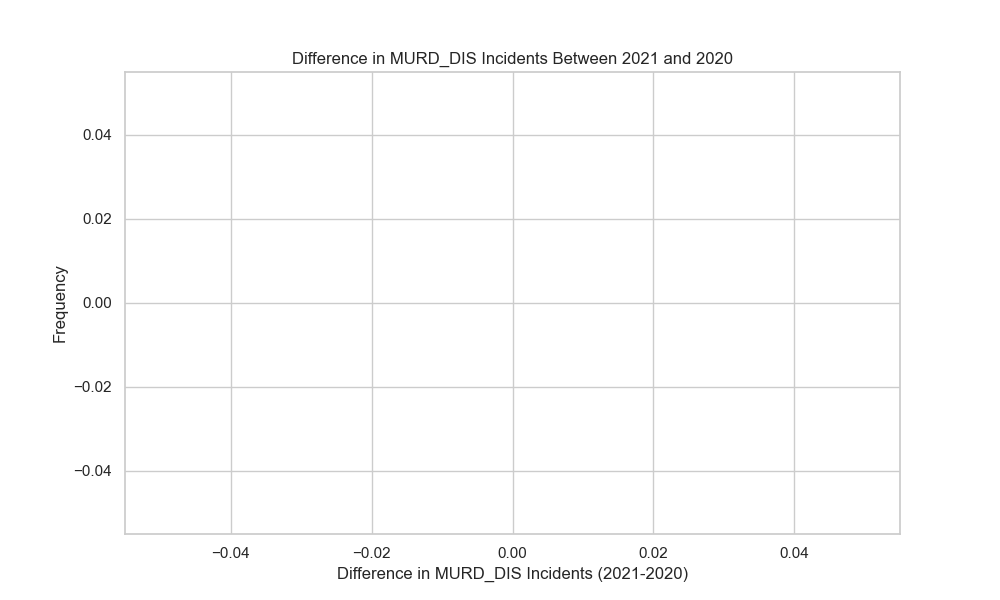 Difference in MURD_DIS Incidents Between 2021 and 2020
0.04
0.02
0.00
−0.02
−0.04
Frequency
−0.04 −0.02 0.00 0.02 0.04
Difference in MURD_DIS Incidents (2021-2020)